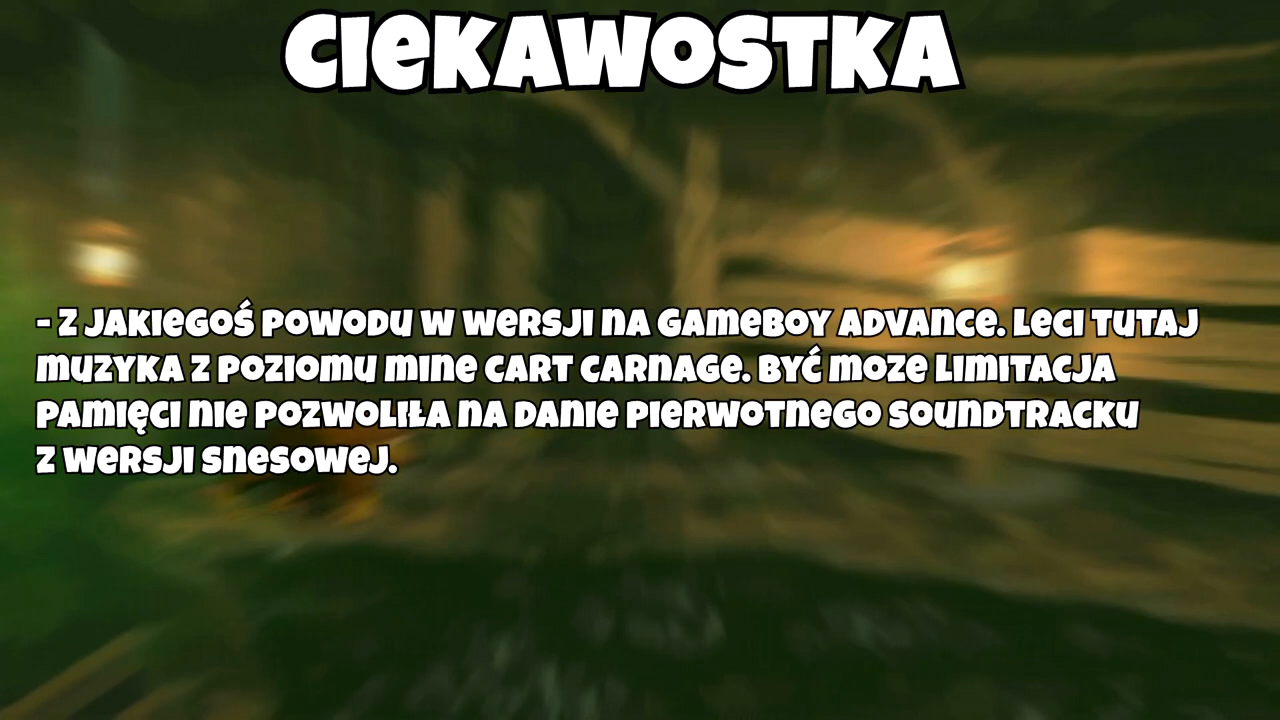 CIEKAWOSTKA
- Z JAKIEGOŚ POWODU W WERSJI NA GAMEBOY ADVANCE. LECI TUTAJ
MUZYKA Z POZIOMU MINE CART CARNAGE. BYĆ MOZE LIMITACJA
PAMIĘCI NIE POZWOLIŁA NA DANIE PIERWOTNEGO SOUNDTRACKU
Z WERSJI SNESOWEJ.